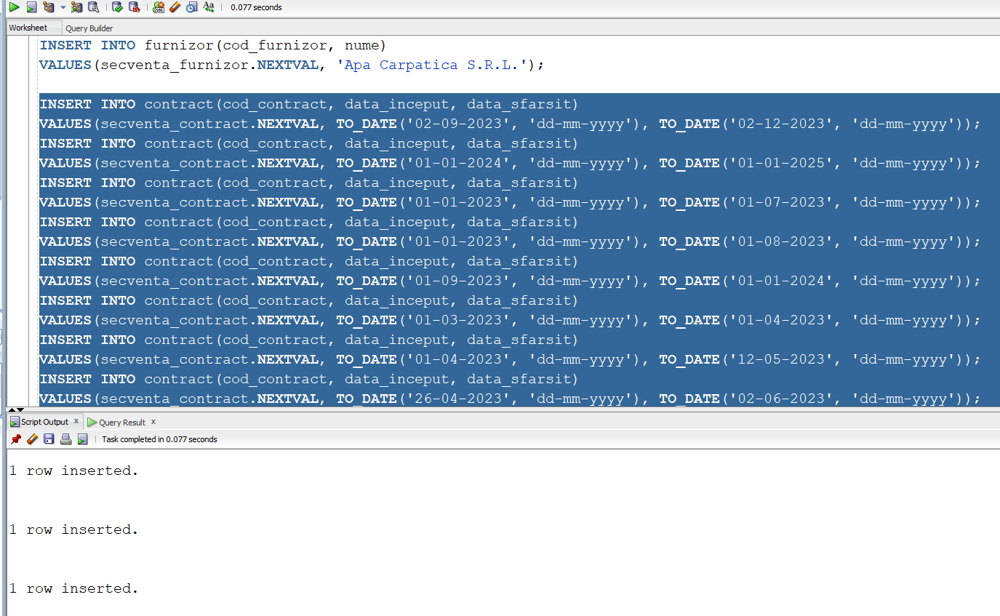 0.077 seconds
Worksheet Query Builder
INSERT INTO furnizor(cod_furnizor, nume)
VALUES(secventa_furnizor.NEXTVAL, 'Apa Carpatica S.R.L.');
INSERT INTO contract(cod_contract, data_inceput, data_sfarsit)
VALUES(secventa_contract.NEXTVAL, TO_DATE('02-09-2023', 'dd-mm-yyyy'), TO_DATE('02-12-2023', 'dd-mm-yyyy'));
INSERT INTO contract(cod_contract, data_inceput, data_sfarsit)
VALUES(secventa_contract.NEXTVAL, TO_DATE('01-01-2024', 'dd-mm-yyyy'), TO_DATE('01-01-2025', 'dd-mm-yyyy'));
INSERT INTO contract(cod_contract, data_inceput, data_sfarsit)
VALUES(secventa_contract.NEXTVAL, TO_DATE('01-01-2023', 'dd-mm-yyyy'), TO_DATE('01-07-2023', 'dd-mm-yyyy'));
INSERT INTO contract(cod_contract, data_inceput, data_sfarsit)
VALUES(secventa_contract.NEXTVAL, TO_DATE('01-01-2023', 'dd-mm-yyyy'), TO_DATE('01-08-2023', 'dd-mm-yyyy'));
INSERT INTO contract(cod_contract, data_inceput, data_sfarsit)
VALUES(secventa_contract.NEXTVAL, TO_DATE('01-09-2023', 'dd-mm-yyyy'), TO_DATE('01-01-2024', 'dd-mm-yyyy'));
INSERT INTO contract(cod_contract, data_inceput, data_sfarsit)
VALUES(secventa_contract.NEXTVAL, TO_DATE('01-03-2023', 'dd-mm-yyyy'), TO_DATE('01-04-2023', 'dd-mm-yyyy'));
INSERT INTO contract(cod_contract, data_inceput, data_sfarsit)
VALUES(secventa_contract.NEXTVAL, TO_DATE('01-04-2023', 'dd-mm-yyyy'), TO_DATE('12-05-2023', 'dd-mm-yyyy'));
INSERT INTO contract(cod_contract, data_inceput, data_sfarsit)
VALUES(secventa_contract.NEXTVAL, TO_DATE('26-04-2023', 'dd-mm-yyyy'), TO_DATE('02-06-2023', 'dd-mm-yyyy'));
Script Output x Query Result x
Task completed in 0.077 seconds
1 row inserted.
1 row inserted.
1 row inserted.